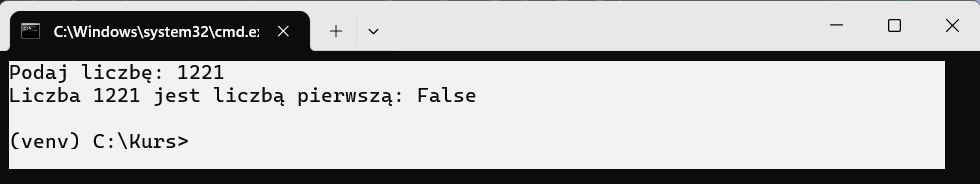 C:\Windows\system32\cmd.e
Podaj liczbę: 1221
Liczba 1221 jest liczbą pierwszą: False
(venv) C:\Kurs>